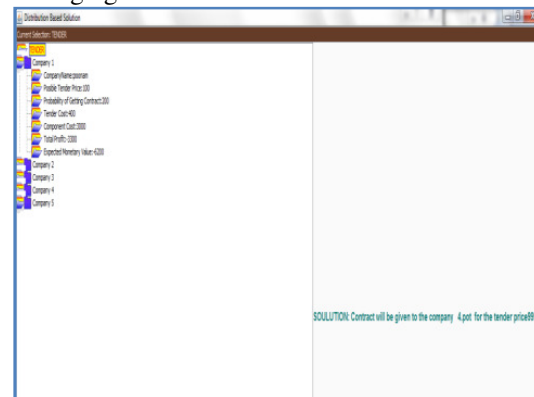 Distribution Based Solution
Current Selection: TENDER
TENDER
Company 1
CompanyName:poonam
Posible Tender Price:100
Probability of Getting Contract:200
Tender Cost:400
Component Cost:3000
Total Profit:-3300
Expected Monetary Value:-6200
Company 2
Company 3
Company 4
Company 5
SOULUTION: Contract will be given to the company 4.pot for the tender price99